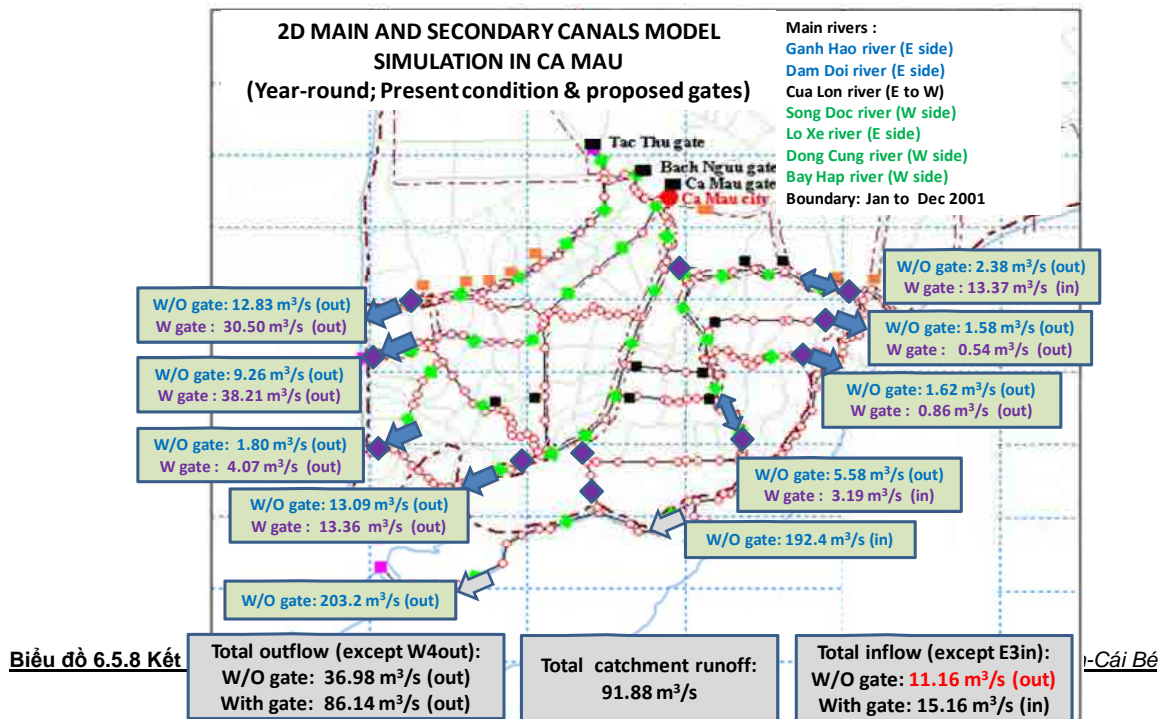 2D MAIN AND SECONDARY CANALS MODEL
SIMULATION IN CA MAU
(Year-round; Present condition & proposed gates)
Main rivers :
Ganh Hao river (E side)
Dam Doi river (E side)
Cua Lon river (E to W)
Song Doc river (W side)
Lo Xe river (E side)
Dong Cung river (W side)
Bay Hap river (W side)
Boundary: Jan to Dec 2001
Tac Thu gate
Bach Nguu gate
Ca Mau gate
Ca Mau city
W/O gate: 2.38 m³/s (out)
W gate : 13.37 m³/s (in)
W/O gate: 12.83 m³/s (out)
W gate : 30.50 m³/s (out)
W/O gate: 1.58 m³/s (out)
W gate : 0.54 m³/s (out)
W/O gate: 9.26 m³/s (out)
W gate : 38.21 m³/s (out)
W/O gate: 1.62 m³/s (out)
W gate : 0.86 m³/s (out)
W/O gate: 1.80 m³/s (out)
W gate : 4.07 m³/s (out)
W/O gate: 13.09 m³/s (out)
W gate : 13.36 m³/s (out)
W/O gate: 5.58 m³/s (out)
W gate : 3.19 m³/s (in)
W/O gate: 192.4 m³/s (in)
W/O gate: 203.2 m³/s (out)
Biểu đồ 6.5.8 Kết
-Cái Bé
Total outflow (except W4out):
W/O gate: 36.98 m³/s (out)
With gate: 86.14 m³/s (out)
Total catchment runoff:
91.88 m³/s
Total inflow (except E3in):
W/O gate: 11.16 m³/s (out)
With gate: 15.16 m³/s (in)